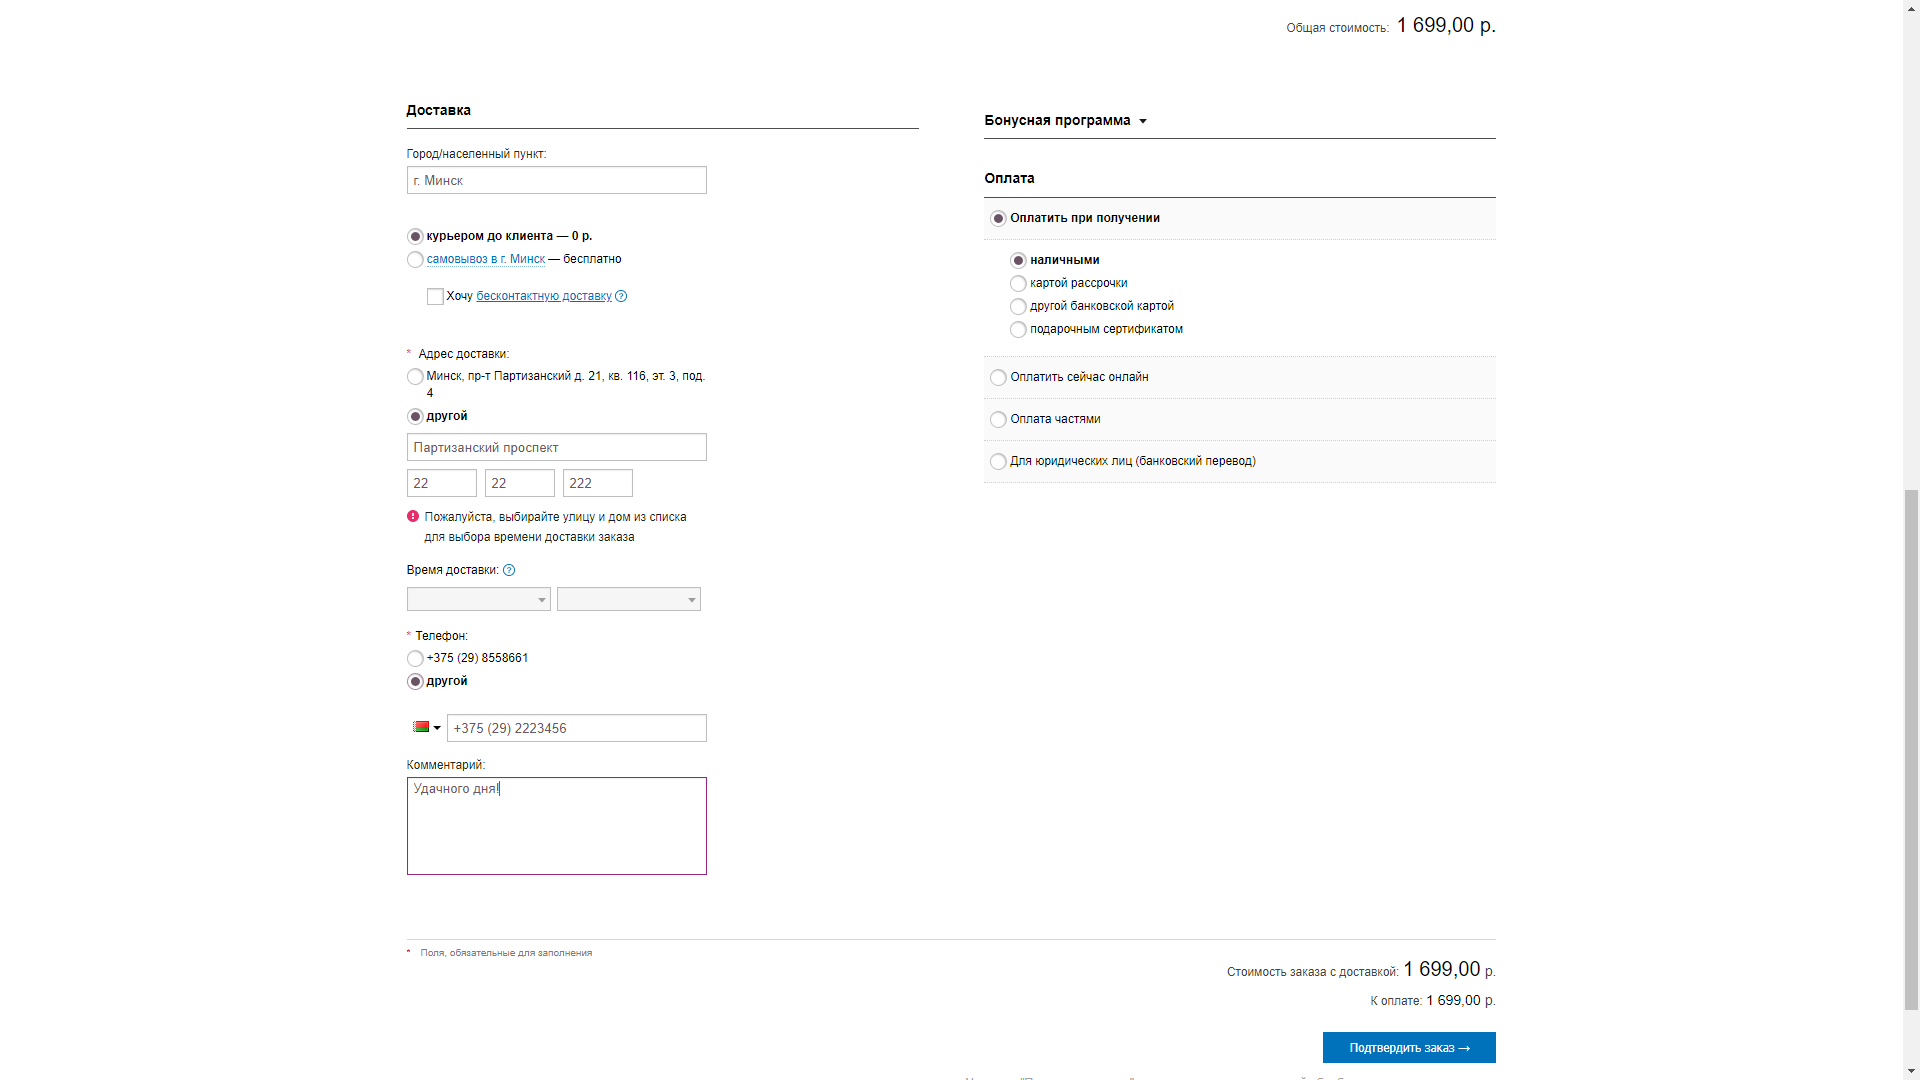 Общая стоимость: 1 699,00 р.
Доставка
Город/населенный пункт:
г. Минск
курьером до клиента — 0 р.
самовывоз в г. Минск — бесплатно
Хочу бесконтактную доставку ?
* Адрес доставки:
Минск, пр-т Партизанский д. 21, кв. 116, эт. 3, под.
4
другой
Партизанский проспект
22 22 222
Пожалуйста, выбирайте улицу и дом из списка
для выбора времени доставки заказа
Время доставки: ?
* Телефон:
+375 (29) 8558661
другой
+375 (29) 2223456
Комментарий:
Удачного дня!
Бонусная программа
Оплата
Оплатить при получении
наличными
картой рассрочки
другой банковской картой
подарочным сертификатом
Оплатить сейчас онлайн
Оплата частями
Для юридических лиц (банковский перевод)
* Поля, обязательные для заполнения
Стоимость заказа с доставкой: 1 699,00 р.
К оплате: 1 699,00 р.
Подтвердить заказ →